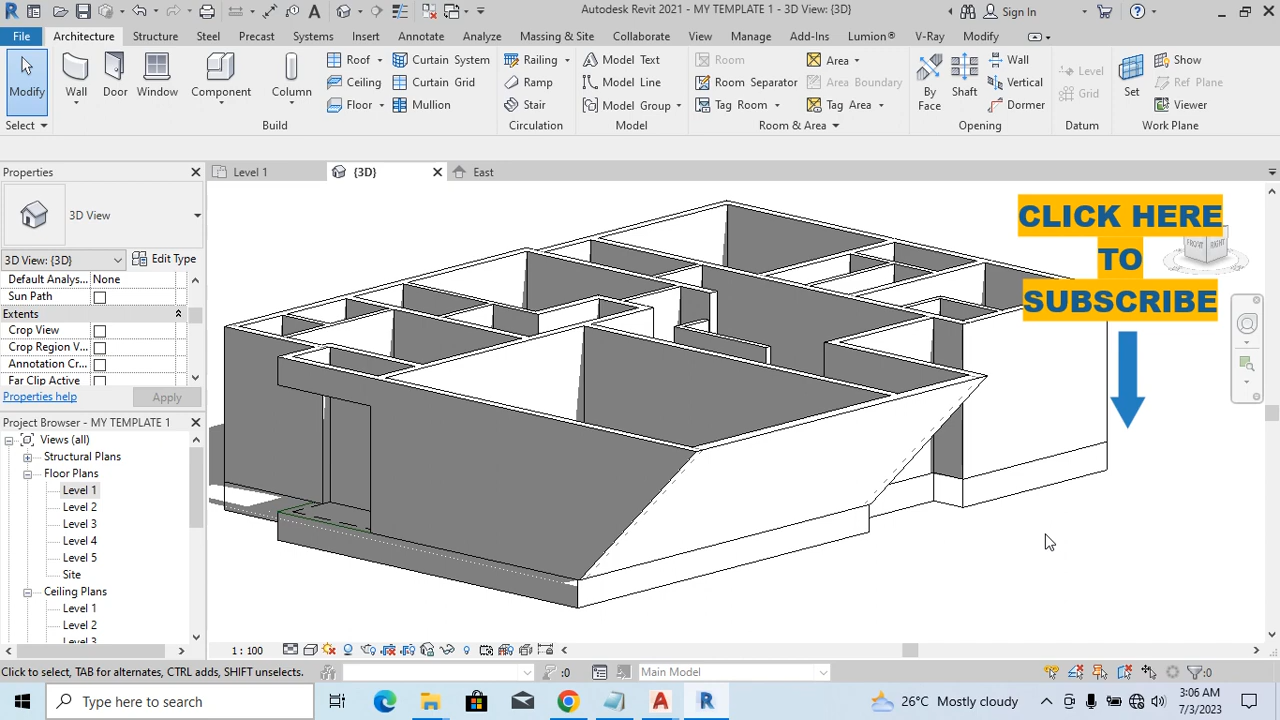 Autodesk Revit 2021 - MY TEMPLATE 1 - 3D View: {3D}
Sign In
File Architecture Structure Steel Precast Systems Insert Annotate Analyze Massing & Site Collaborate View Manage Add-Ins Lumion® V-Ray Modify
Modify Wall Door Window Component Column
Roof Curtain System
Ceiling Curtain Grid
Floor Mullion
Railing
Ramp
Stair
Model Text
Model Line
Model Group
Room
Room Separator
Tag Room
Area
Area Boundary
Tag Area
By Face
Shaft
Wall
Vertical
Dormer
Level
Grid
Set
Show
Ref Plane
Viewer
Select Build Circulation Model Room & Area Opening Datum Work Plane
Properties
Level 1 {3D} East
3D View
3D View: {3D} Edit Type
Default Analys... None
Sun Path
Extents
Crop View
Crop Region V...
Annotation Cr...
Far Clip Active
Properties help Apply
Project Browser - MY TEMPLATE 1
Views (all)
Structural Plans
Floor Plans
Level 1
Level 2
Level 3
Level 4
Level 5
Site
Ceiling Plans
Level 1
Level 2
Level 3
CLICK HERE
TO
SUBSCRIBE
FRONT RIGHT
1 : 100
Click to select, TAB for alternates, CTRL adds, SHIFT unselects.
:0 Main Model :0
Type here to search
26°C Mostly cloudy
3:06 AM
7/3/2023